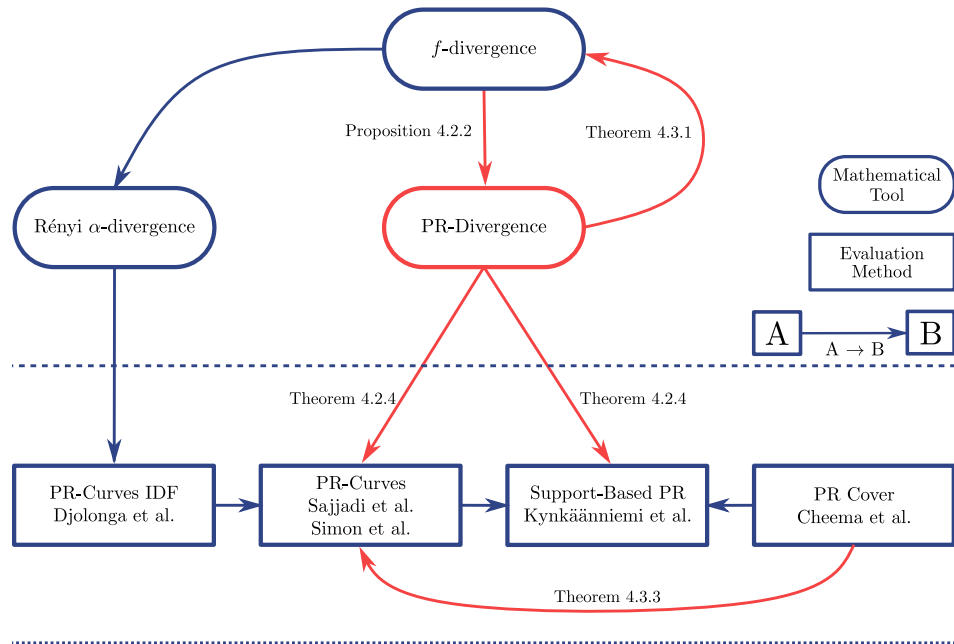 f-divergence
Proposition 4.2.2
Theorem 4.3.1
Rényi α-divergence
PR-Divergence
Mathematical
Tool
Evaluation
Method
A
B
A → B
Theorem 4.2.4
Theorem 4.2.4
PR-Curves IDF
Djolonga et al.
PR-Curves
Sajjadi et al.
Simon et al.
Support-Based PR
Kynkäänniemi et al.
PR Cover
Cheema et al.
Theorem 4.3.3